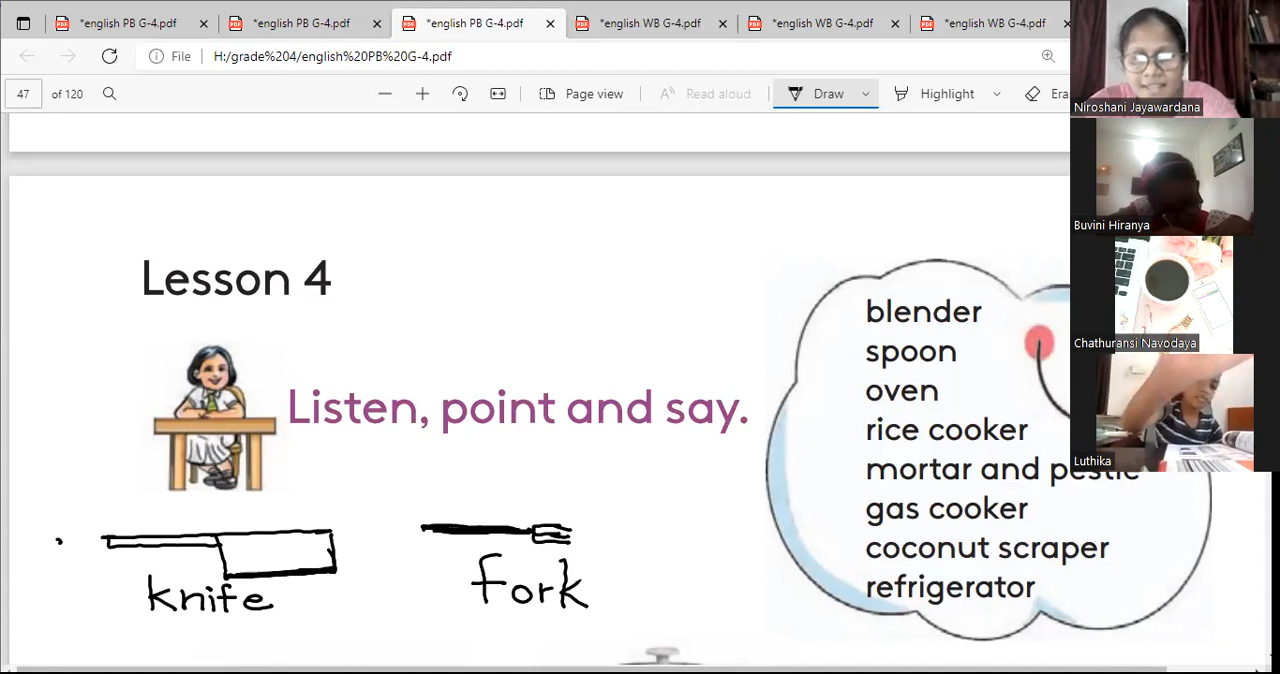 *english PB G-4.pdf
*english PB G-4.pdf
*english PB G-4.pdf
*english WB G-4.pdf
*english WB G-4.pdf
*english WB G-4.pdf
File
H:/grade%204/english%20PB%20G-4.pdf
47 of 120
Page view
Read aloud
Draw
Highlight
Era
Niroshani Jayawardana
Buvini Hiranya
Chathuransi Navodaya
Luthika
Lesson 4
Listen, point and say.
knife
fork
blender
spoon
oven
rice cooker
mortar and pestle
gas cooker
coconut scraper
refrigerator